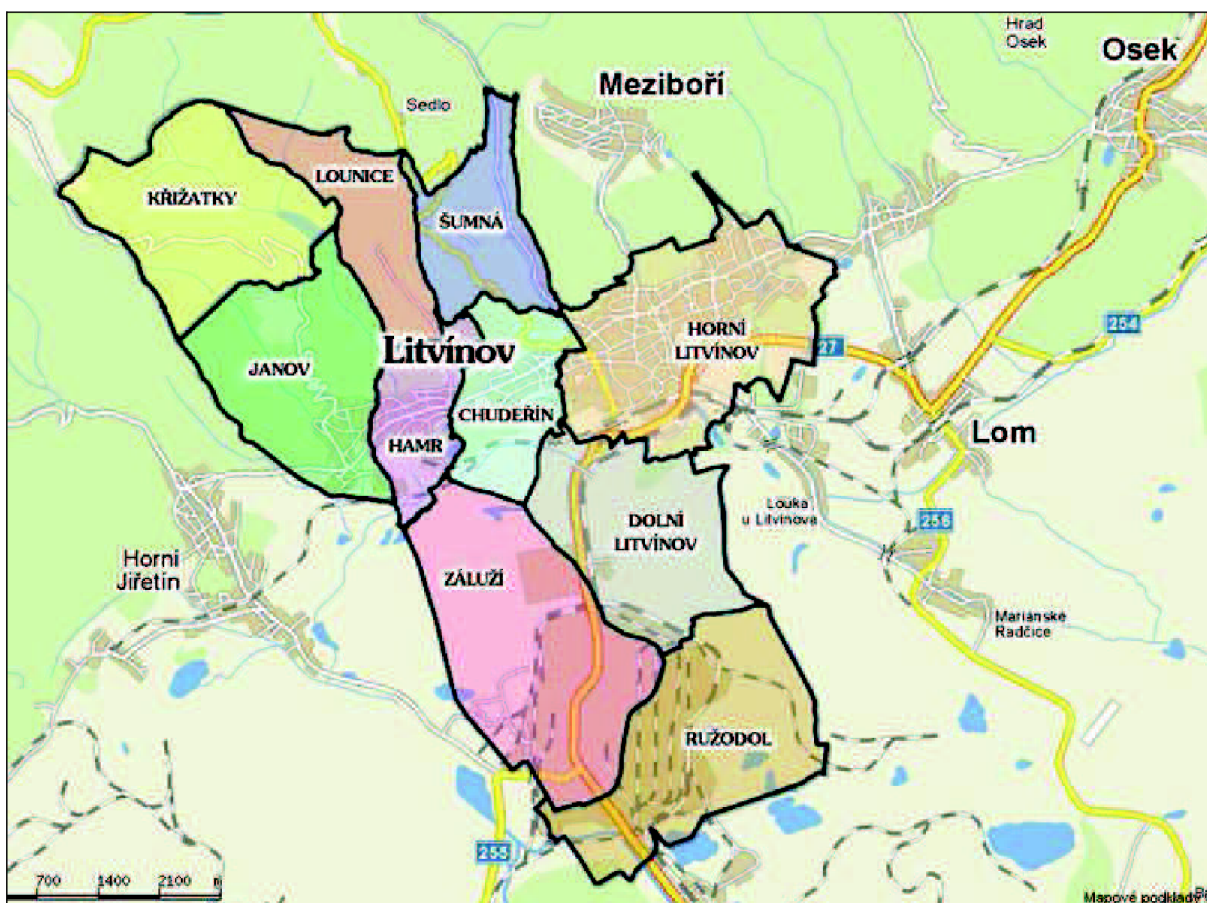 Hrad
Osek
Osek
Meziboří
Sedlo
LOUNICE
KŘIŽATKY
ŠUMNÁ
254
HORNÍ
LITVÍNOV
27
Litvínov
JANOV
CHUDEŘÍN
HAMR
Lom
Louka
u Litvínova
256
DOLNÍ
LITVÍNOV
Horní
Jiřetín
ZÁLUŽÍ
Mariánské
Radčice
RUŽODOL
255
700 1400 2100
Mapové podklady